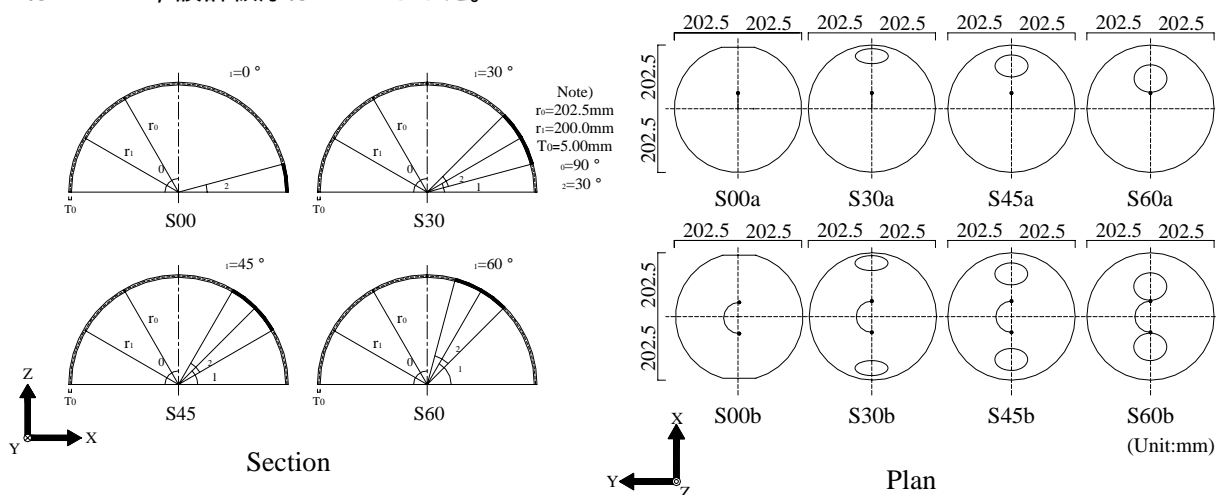 ₁=0 °
r₀
r₁
0
2
T₀
S00
₁=30 °
r₀
r₁
0
2
1
T₀
S30
Note)
r₀=202.5mm
r₁=200.0mm
T₀=5.00mm
₀=90 °
₂=30 °
₁=45 °
r₀
r₁
0
2
1
T₀
S45
₁=60 °
r₀
r₁
0
2
1
T₀
S60
Z
Y
X
Section
202.5 202.5 202.5 202.5 202.5 202.5 202.5 202.5
202.5
202.5
S00a S30a S45a S60a
202.5 202.5 202.5 202.5 202.5 202.5 202.5 202.5
202.5
202.5
S00b S30b S45b S60b
(Unit:mm)
X
Y
Z
Plan